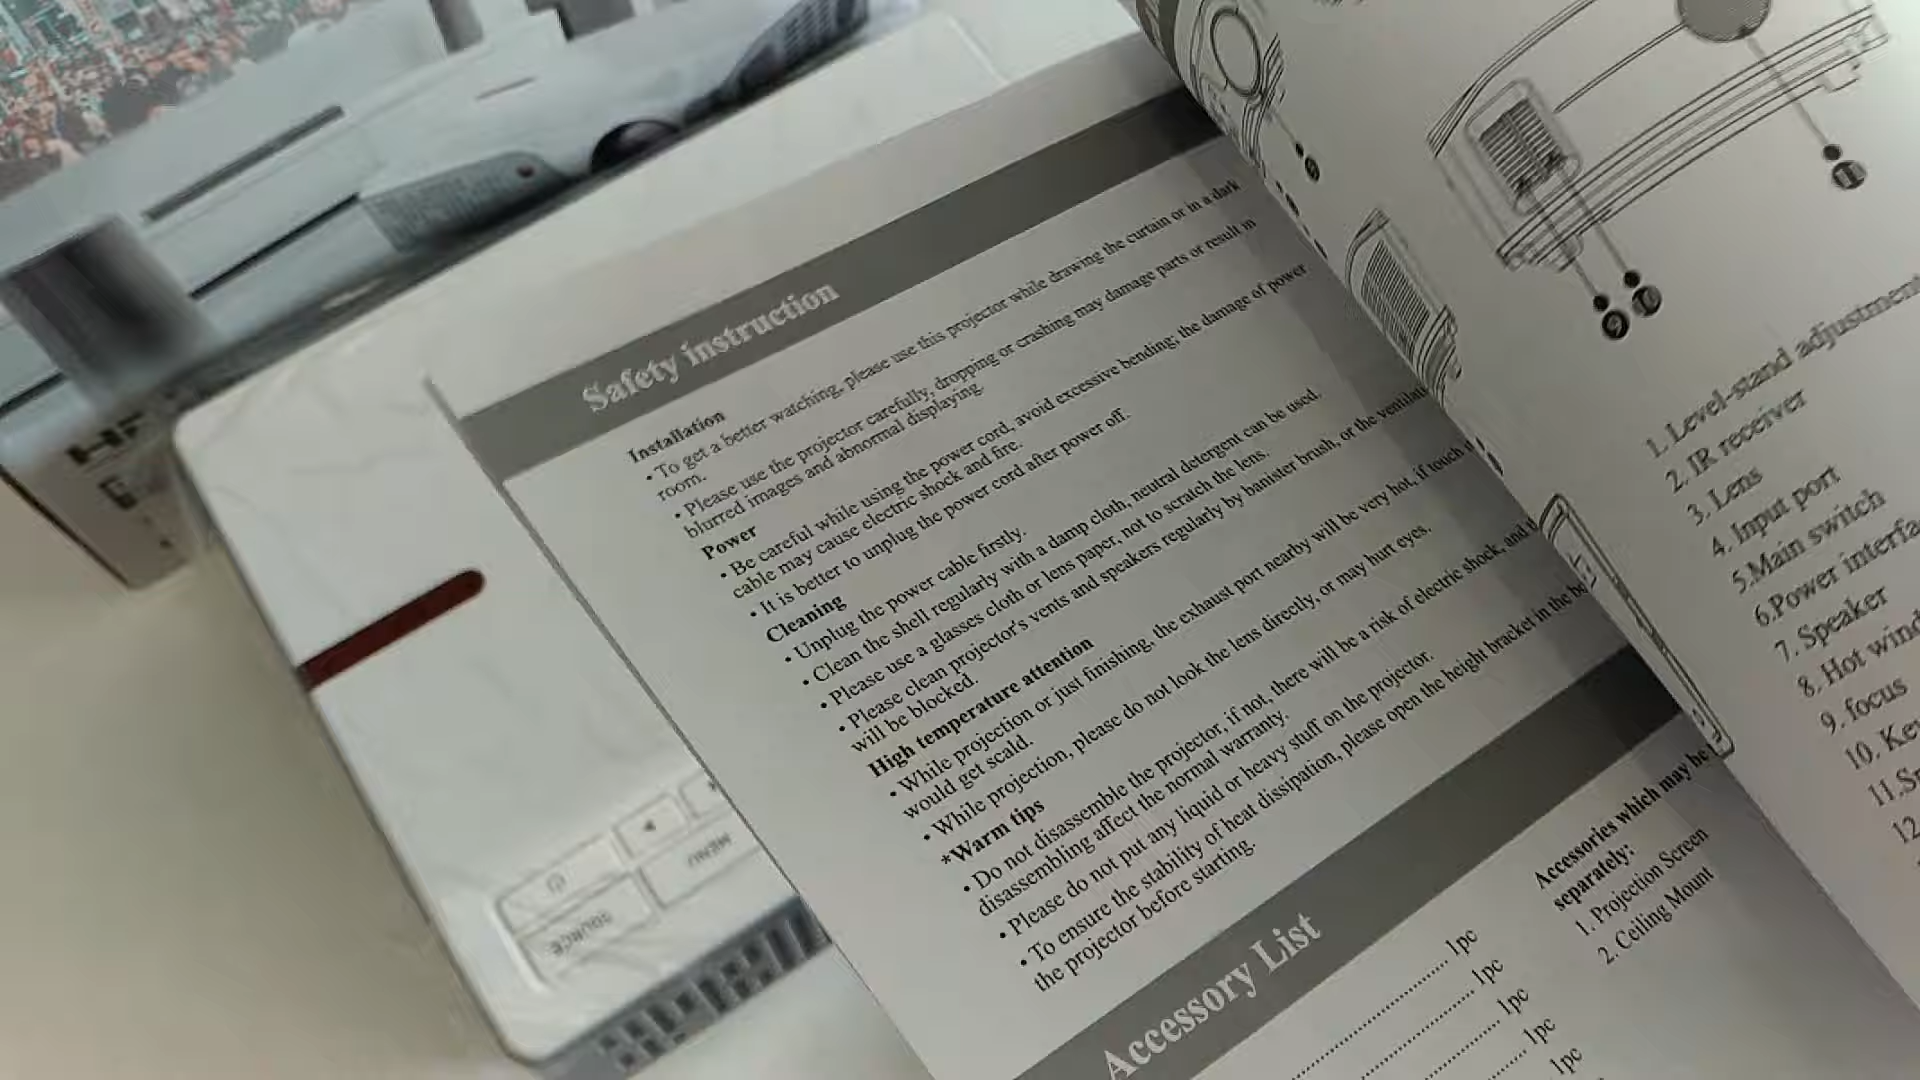 Safety instruction
Installation
• To get a better watching, please use this projector while drawing the curtain or in a dark
room.
• Please use the projector carefully, dropping or crashing may damage parts or result in
blurred images and abnormal displaying.
Power
• Be careful while using the power cord, avoid excessive bending; the damage of power
cable may cause electric shock and fire.
• It is better to unplug the power cord after power off.
Cleaning
• Unplug the power cable firstly.
• Clean the shell regularly with a damp cloth, neutral detergent can be used.
• Please use a glasses cloth or lens paper, not to scratch the lens.
• Please clean projector's vents and speakers regularly by banister brush, or the
will be blocked.
High temperature attention
• While projection or just finishing, the exhaust port nearby will be very hot, if touch
would get scald.
• While projection, please do not look the lens directly, or may hurt eyes.
*Warm tips
• Do not disassemble the projector, if not, there will be a risk of electric shock, and
disassembling affect the normal warranty.
• Please do not put any liquid or heavy stuff on the projector.
• To ensure the stability of heat dissipation, please open the height bracket in the
the projector before starting.
Accessory List
1pc
1pc
1pc
1pc
1pc
Accessories which may be
separately:
1. Projection Screen
2. Ceiling Mount
9
10
11
1. Level-stand adjustment
2. IR receiver
3. Lens
4. Input port
5.Main switch
6.Power
7. Speaker
8. Hot wind
9. focus
10.
11.
12.
SOURCE
MENU